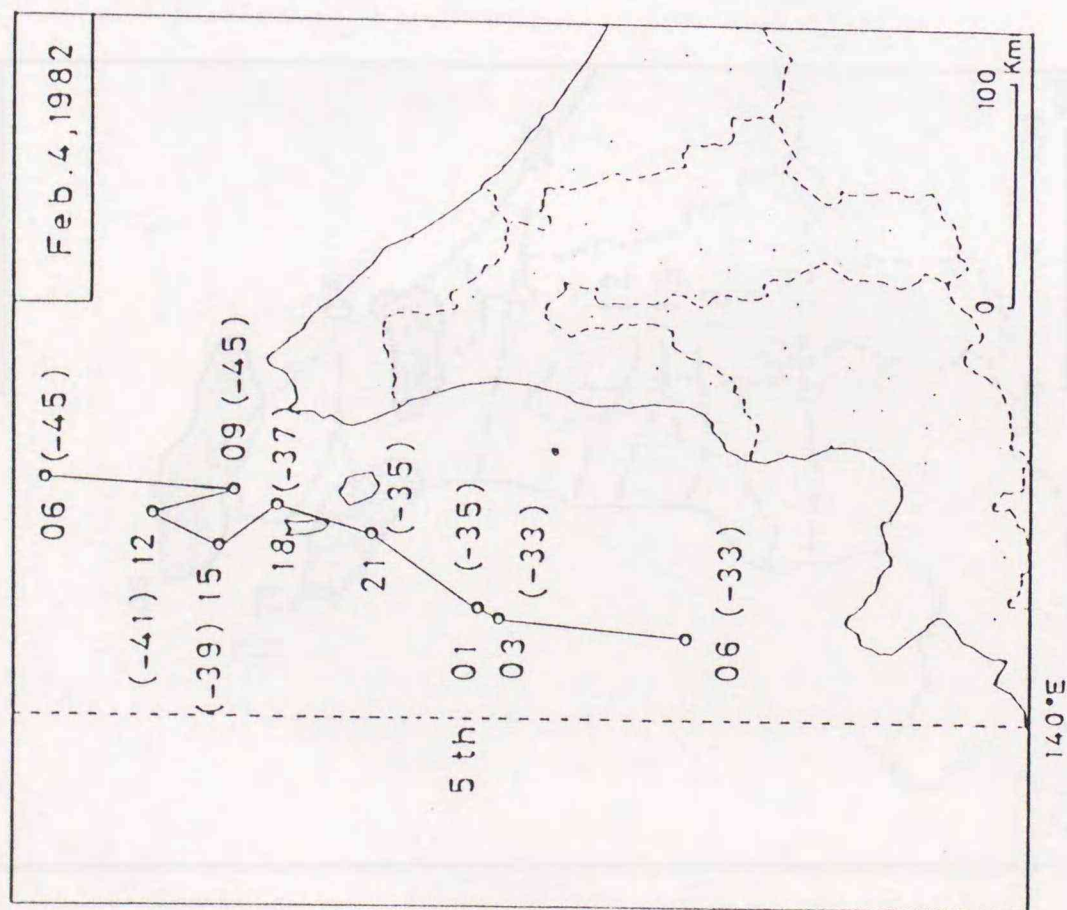 Feb. 4, 1982
06 (-45)
(-41) 12
09 (-45)
(-39) 15
18 (-37
21 (-35)
5 th
01 (-35)
03 (-33)
06 (-33)
0 100
Km
140°E